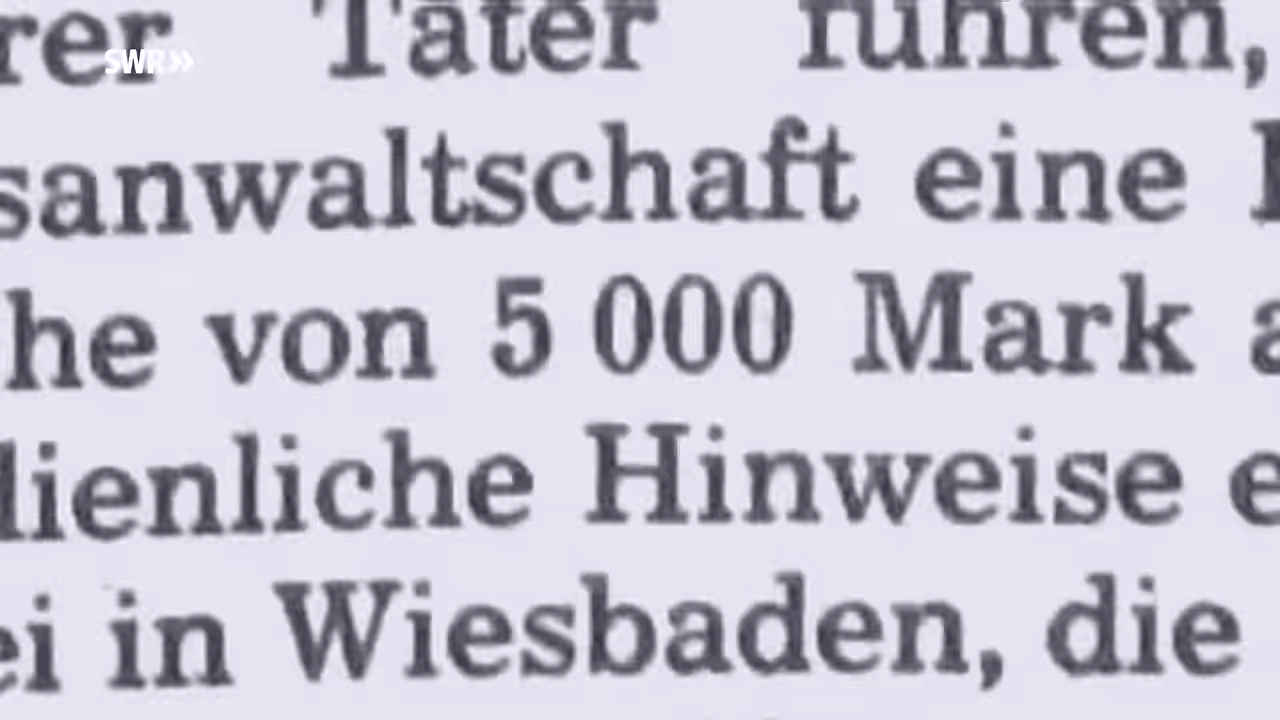 rer Täter führen,
SWR»
sanwaltschaft eine
he von 5 000 Mark a
dienliche Hinweise e
ei in Wiesbaden, die